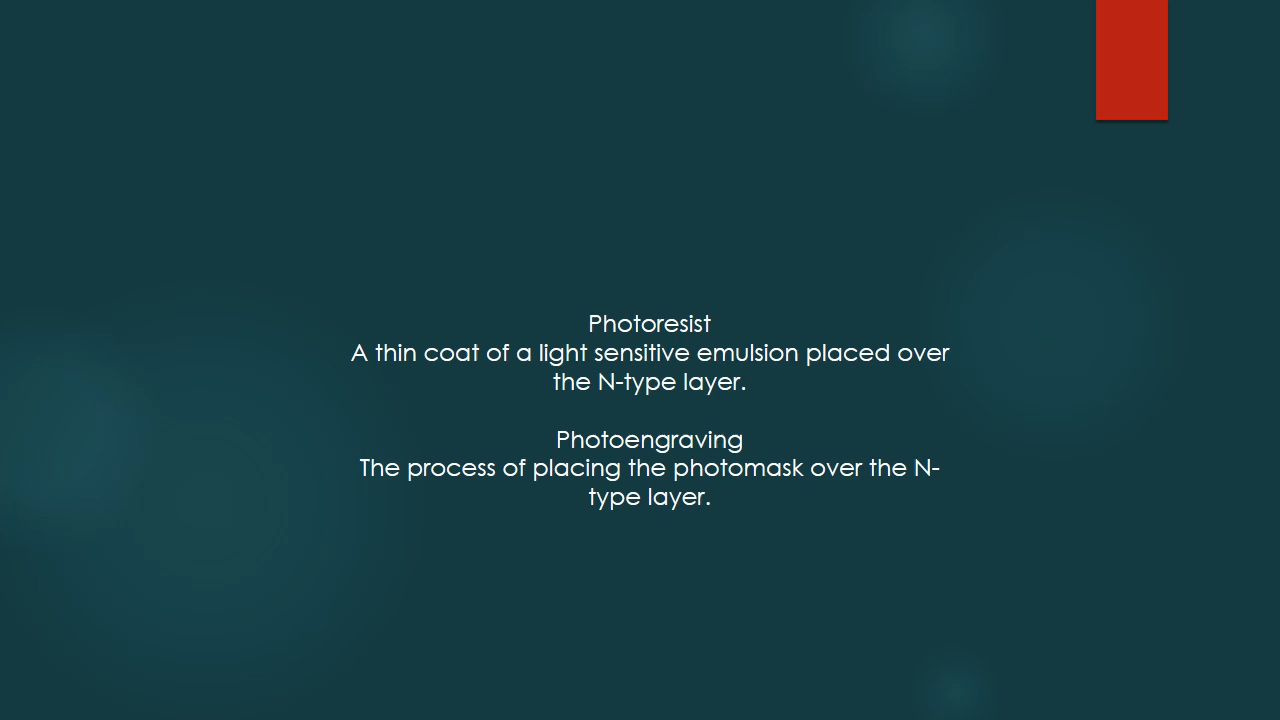 Photoresist
A thin coat of a light sensitive emulsion placed over
the N-type layer.
Photoengraving
The process of placing the photomask over the N-
type layer.